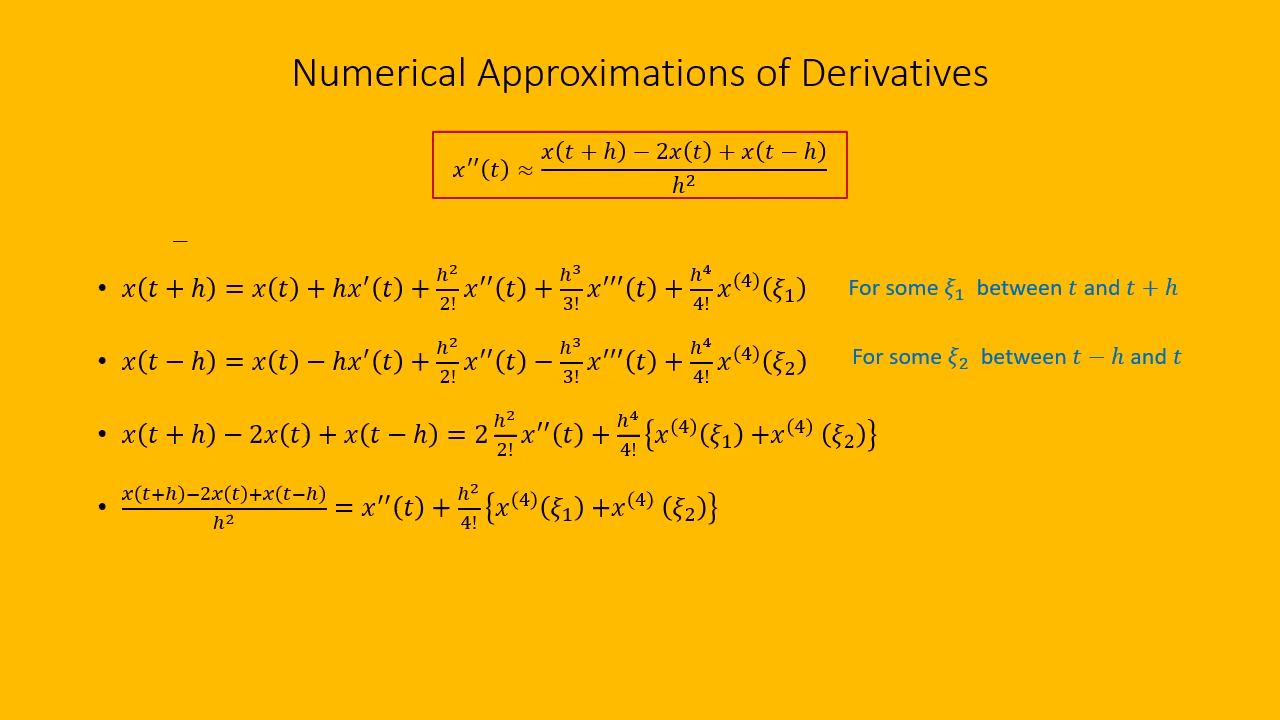 Numerical Approximations of Derivatives
x′′(t) ≈ x(t + h) − 2x(t) + x(t − h) / h²
−
• x(t + h) = x(t) + hx′(t) + h²/2! x′′(t) + h³/3! x′′′(t) + h⁴/4! x⁽⁴⁾(ξ₁) For some ξ₁ between t and t + h
• x(t − h) = x(t) − hx′(t) + h²/2! x′′(t) − h³/3! x′′′(t) + h⁴/4! x⁽⁴⁾(ξ₂) For some ξ₂ between t − h and t
• x(t + h) − 2x(t) + x(t − h) = 2 h²/2! x′′(t) + h⁴/4! {x⁽⁴⁾(ξ₁) +x⁽⁴⁾ (ξ₂)}
• x(t+h)−2x(t)+x(t−h) / h² = x′′(t) + h²/4! {x⁽⁴⁾(ξ₁) +x⁽⁴⁾ (ξ₂)}